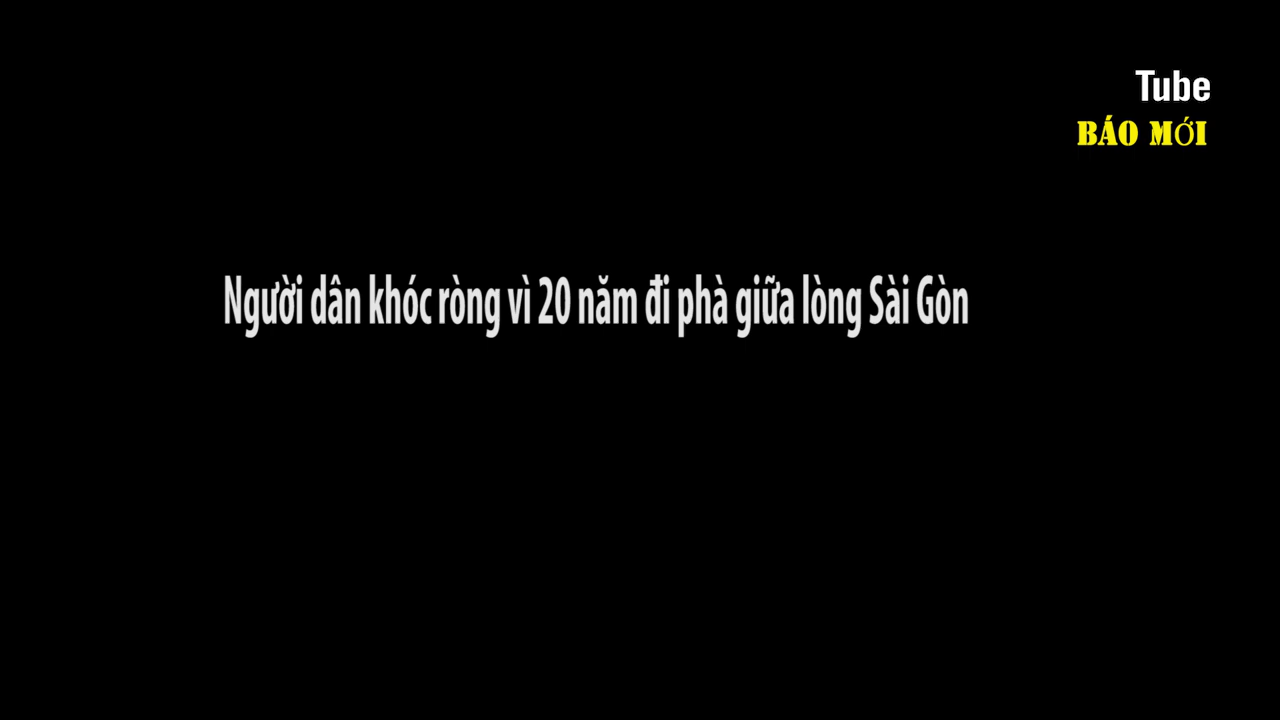 Tube
BÁO MỚI
Người dân khóc ròng vì 20 năm đi phà giữa lòng Sài Gòn